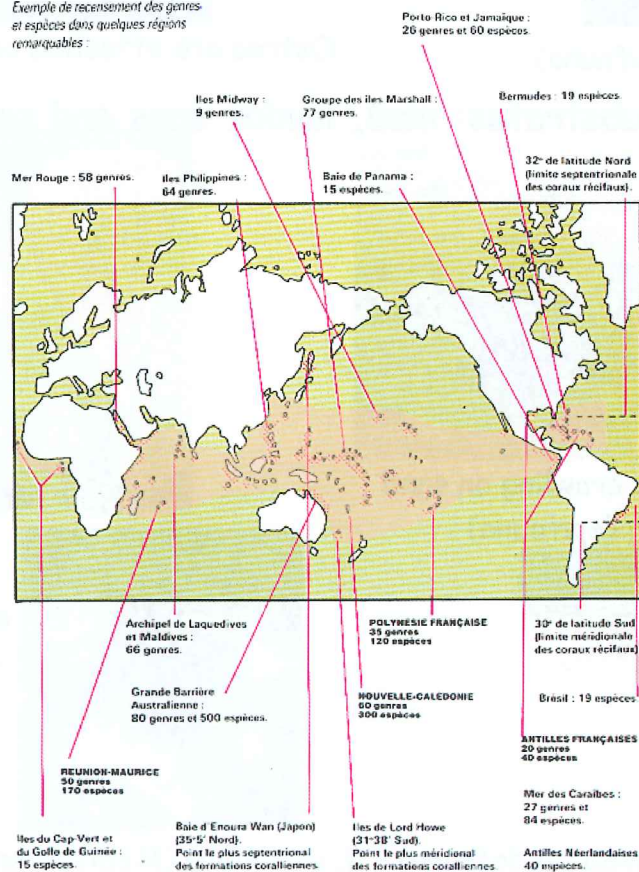 Exemple de recensement des genres
et espèces dans quelques régions
remarquables :
Porto-Rico et Jamaïque :
26 genres et 60 espèces.
Iles Midway :
9 genres.
Groupe des îles Marshall :
77 genres.
Bermudes : 19 espèces.
Mer Rouge : 58 genres.
Iles Philippines :
64 genres.
Baie de Panama :
15 espèces.
32° de latitude Nord
(limite septentrionale
des coraux récifaux).
Archipel de Laquedives
et Maldives :
66 genres.
POLYNÉSIE FRANÇAISE
35 genres
120 espèces
30° de latitude Sud
(limite méridionale
des coraux récifaux)
Grande Barrière
Australienne :
80 genres et 500 espèces.
NOUVELLE-CALÉDONIE
60 genres
300 espèces
Brésil : 19 espèces
ANTILLES FRANÇAISES
20 genres
40 espèces
REUNION-MAURICE
50 genres
170 espèces
Mer des Caraïbes :
27 genres et
84 espèces.
Iles du Cap-Vert et
du Golfe de Guinée :
15 espèces.
Baie d'Enoura Wan (Japon)
(35°5' Nord).
Point le plus septentrional
des formations coralliennes
Iles de Lord Howe
(31°38' Sud).
Point le plus méridional
des formations coralliennes
Antilles Néerlandaises
40 espèces.